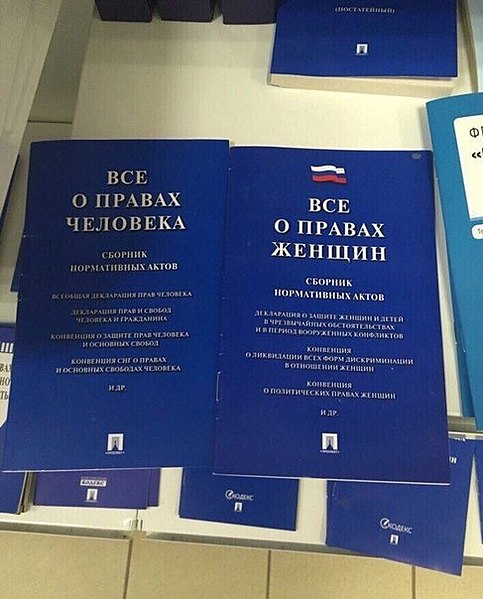 (ПОСТАТЕЙНЫЙ)
ВСЕ
О ПРАВАХ
ЧЕЛОВЕКА
СБОРНИК
НОРМАТИВНЫХ АКТОВ
ВСЕОБЩАЯ ДЕКЛАРАЦИЯ ПРАВ ЧЕЛОВЕКА
ДЕКЛАРАЦИЯ ПРАВ И СВОБОД
ЧЕЛОВЕКА И ГРАЖДАНИНА
КОНВЕНЦИЯ О ЗАЩИТЕ ПРАВ ЧЕЛОВЕКА
И ОСНОВНЫХ СВОБОД
КОНВЕНЦИЯ СНГ О ПРАВАХ
И ОСНОВНЫХ СВОБОДАХ ЧЕЛОВЕКА
И ДР.
•ПРОСПЕКТ•
ВСЕ
О ПРАВАХ
ЖЕНЩИН
СБОРНИК
НОРМАТИВНЫХ АКТОВ
ДЕКЛАРАЦИЯ О ЗАЩИТЕ ЖЕНЩИН И ДЕТЕЙ
В ЧРЕЗВЫЧАЙНЫХ ОБСТОЯТЕЛЬСТВАХ
И В ПЕРИОД ВООРУЖЕННЫХ КОНФЛИКТОВ
КОНВЕНЦИЯ
О ЛИКВИДАЦИИ ВСЕХ ФОРМ ДИСКРИМИНАЦИИ
В ОТНОШЕНИИ ЖЕНЩИН
КОНВЕНЦИЯ
О ПОЛИТИЧЕСКИХ ПРАВАХ ЖЕНЩИН
И ДР.
•ПРОСПЕКТ•
КОДЕКС
КОДЕКС
КОДЕКС